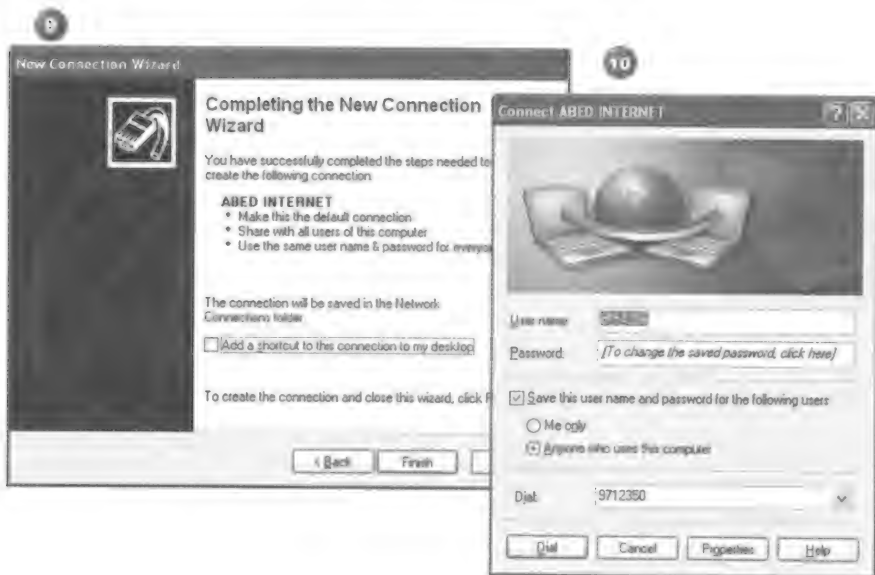 9
New Connection Wizard
Completing the New Connection
Wizard
You have successfully completed the steps needed to
create the following connection
ABED INTERNET
* Make this the default connection
* Share with all users of this computer
* Use the same user name & password for
The connection will be saved in the Network
Connections folder
Add a shortcut to this connection to my desktop
To create the connection and close this wizard, click
< Back
Finish
10
Connect ABED INTERNET
User name:
Password: [To change the saved password, click here]
Save this user name and password for the following users
Me only
Anyone who uses this computer
Dial: 9712350
Dial
Cancel
Properties
Help